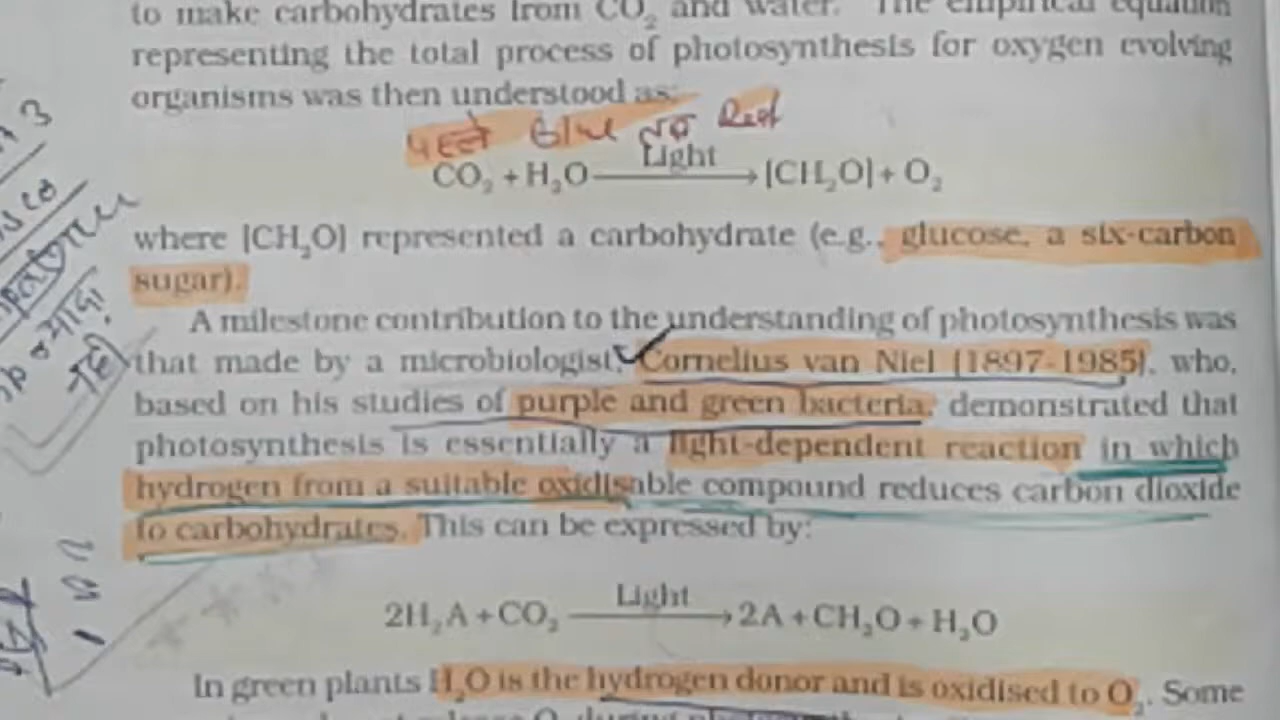 to make carbohydrates from CO₂ and water. The empirical equation
representing the total process of photosynthesis for oxygen evolving
organisms was then understood as:
पहले Blue Red
CO₂ + H₂O Light → [CH₂O] + O₂
where [CH₂O] represented a carbohydrate (e.g., glucose, a six-carbon
sugar).
A milestone contribution to the understanding of photosynthesis was
that made by a microbiologist, Cornelius van Niel (1897-1985), who,
based on his studies of purple and green bacteria, demonstrated that
photosynthesis is essentially a light-dependent reaction in which
hydrogen from a suitable oxidisable compound reduces carbon dioxide
to carbohydrates. This can be expressed by:
2H₂A + CO₂ Light → 2A + CH₂O + H₂O
In green plants H₂O is the hydrogen donor and is oxidised to O₂. Some